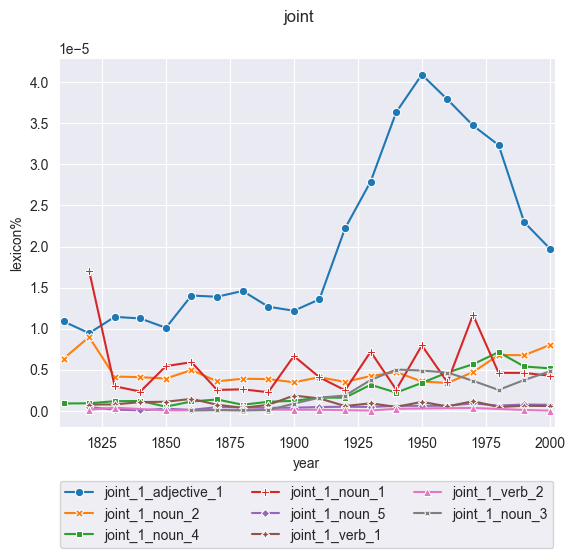 joint
1e−5
4.0
3.5
3.0
2.5
2.0
1.5
1.0
0.5
0.0
lexicon%
1825 1850 1875 1900 1925 1950 1975 2000
year
joint_1_adjective_1 joint_1_noun_1 joint_1_verb_2
joint_1_noun_2 joint_1_noun_5 joint_1_noun_3
joint_1_noun_4 joint_1_verb_1